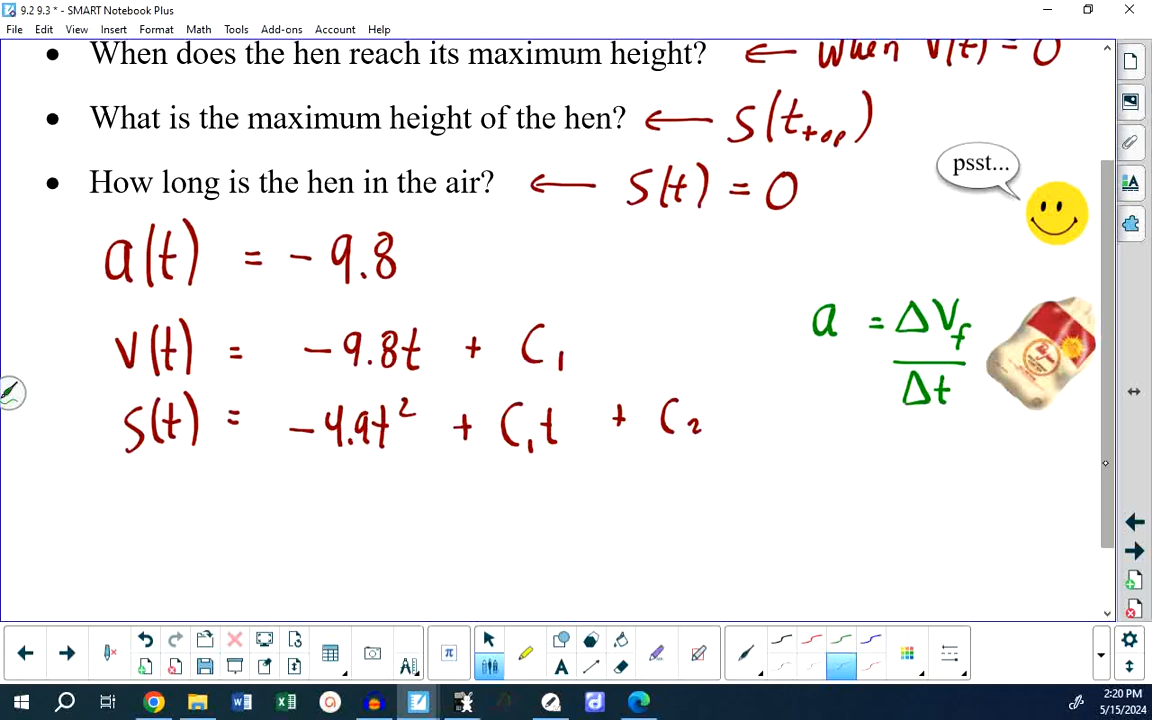 9.2 9.3 * - SMART Notebook Plus
File Edit View Insert Format Math Tools Add-ons Account Help
• When does the hen reach its maximum height? ← when v(t) = 0
• What is the maximum height of the hen? ← s(t_top)
psst...
• How long is the hen in the air? ← s(t) = 0
a(t) = -9.8
a = ΔV_f / Δt
v(t) = -9.8t + C₁
s(t) = -4.9t² + C₁t + C₂
2:20 PM
5/15/2024